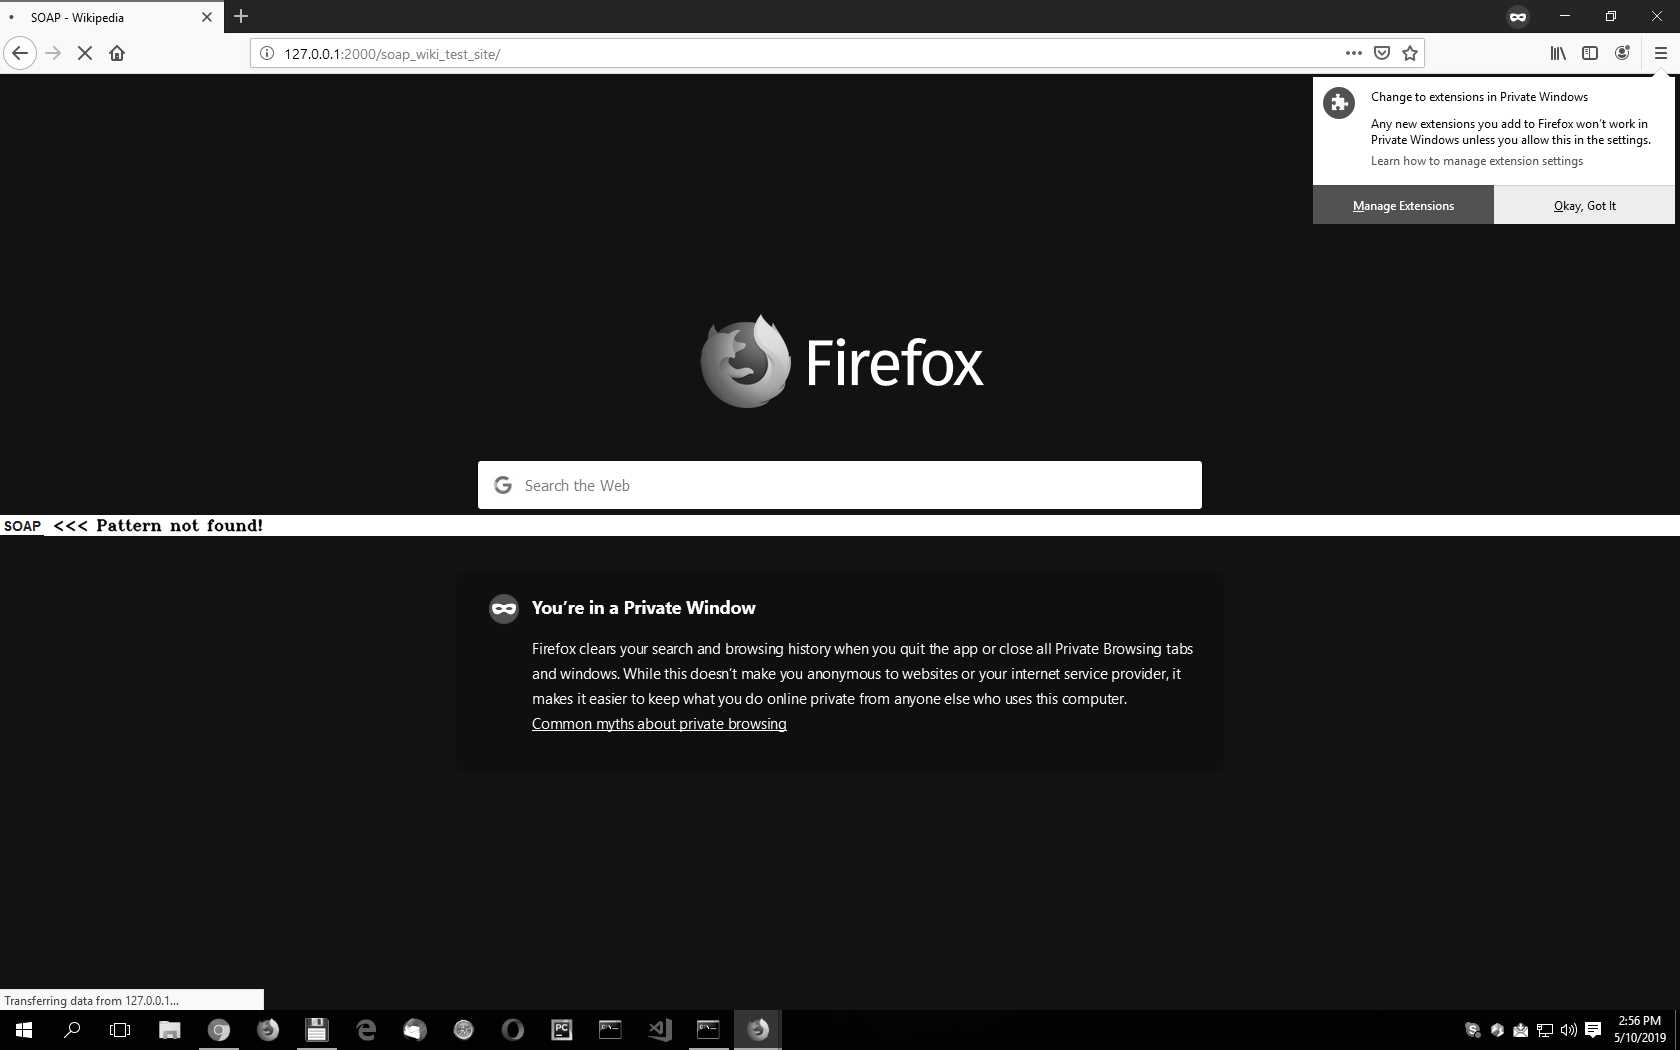 SOAP - Wikipedia
127.0.0.1:2000/soap_wiki_test_site/
Change to extensions in Private Windows
Any new extensions you add to Firefox won't work in
Private Windows unless you allow this in the settings.
Learn how to manage extension settings
Manage Extensions
Okay, Got It
Firefox
G Search the Web
SOAP <<< Pattern not found!
You're in a Private Window
Firefox clears your search and browsing history when you quit the app or close all Private Browsing tabs
and windows. While this doesn't make you anonymous to websites or your internet service provider, it
makes it easier to keep what you do online private from anyone else who uses this computer.
Common myths about private browsing
Transferring data from 127.0.0.1...
PC
2:56 PM
5/10/2019